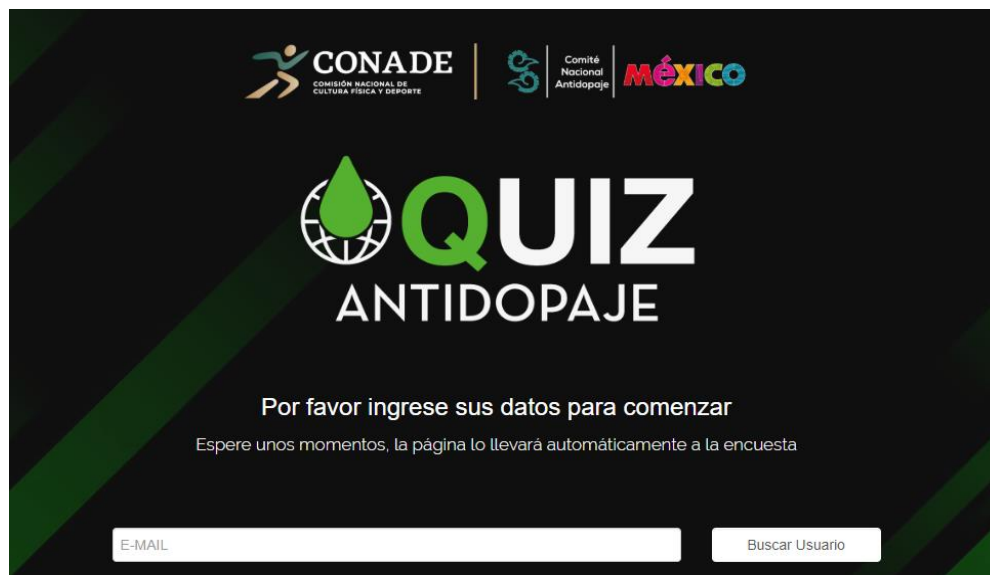 CONADE
COMISIÓN NACIONAL DE
CULTURA FÍSICA Y DEPORTE
Comité
Nacional
Antidopaje
MÉXICO
QUIZ
ANTIDOPAJE
Por favor ingrese sus datos para comenzar
Espere unos momentos, la página lo llevará automáticamente a la encuesta
E-MAIL
Buscar Usuario